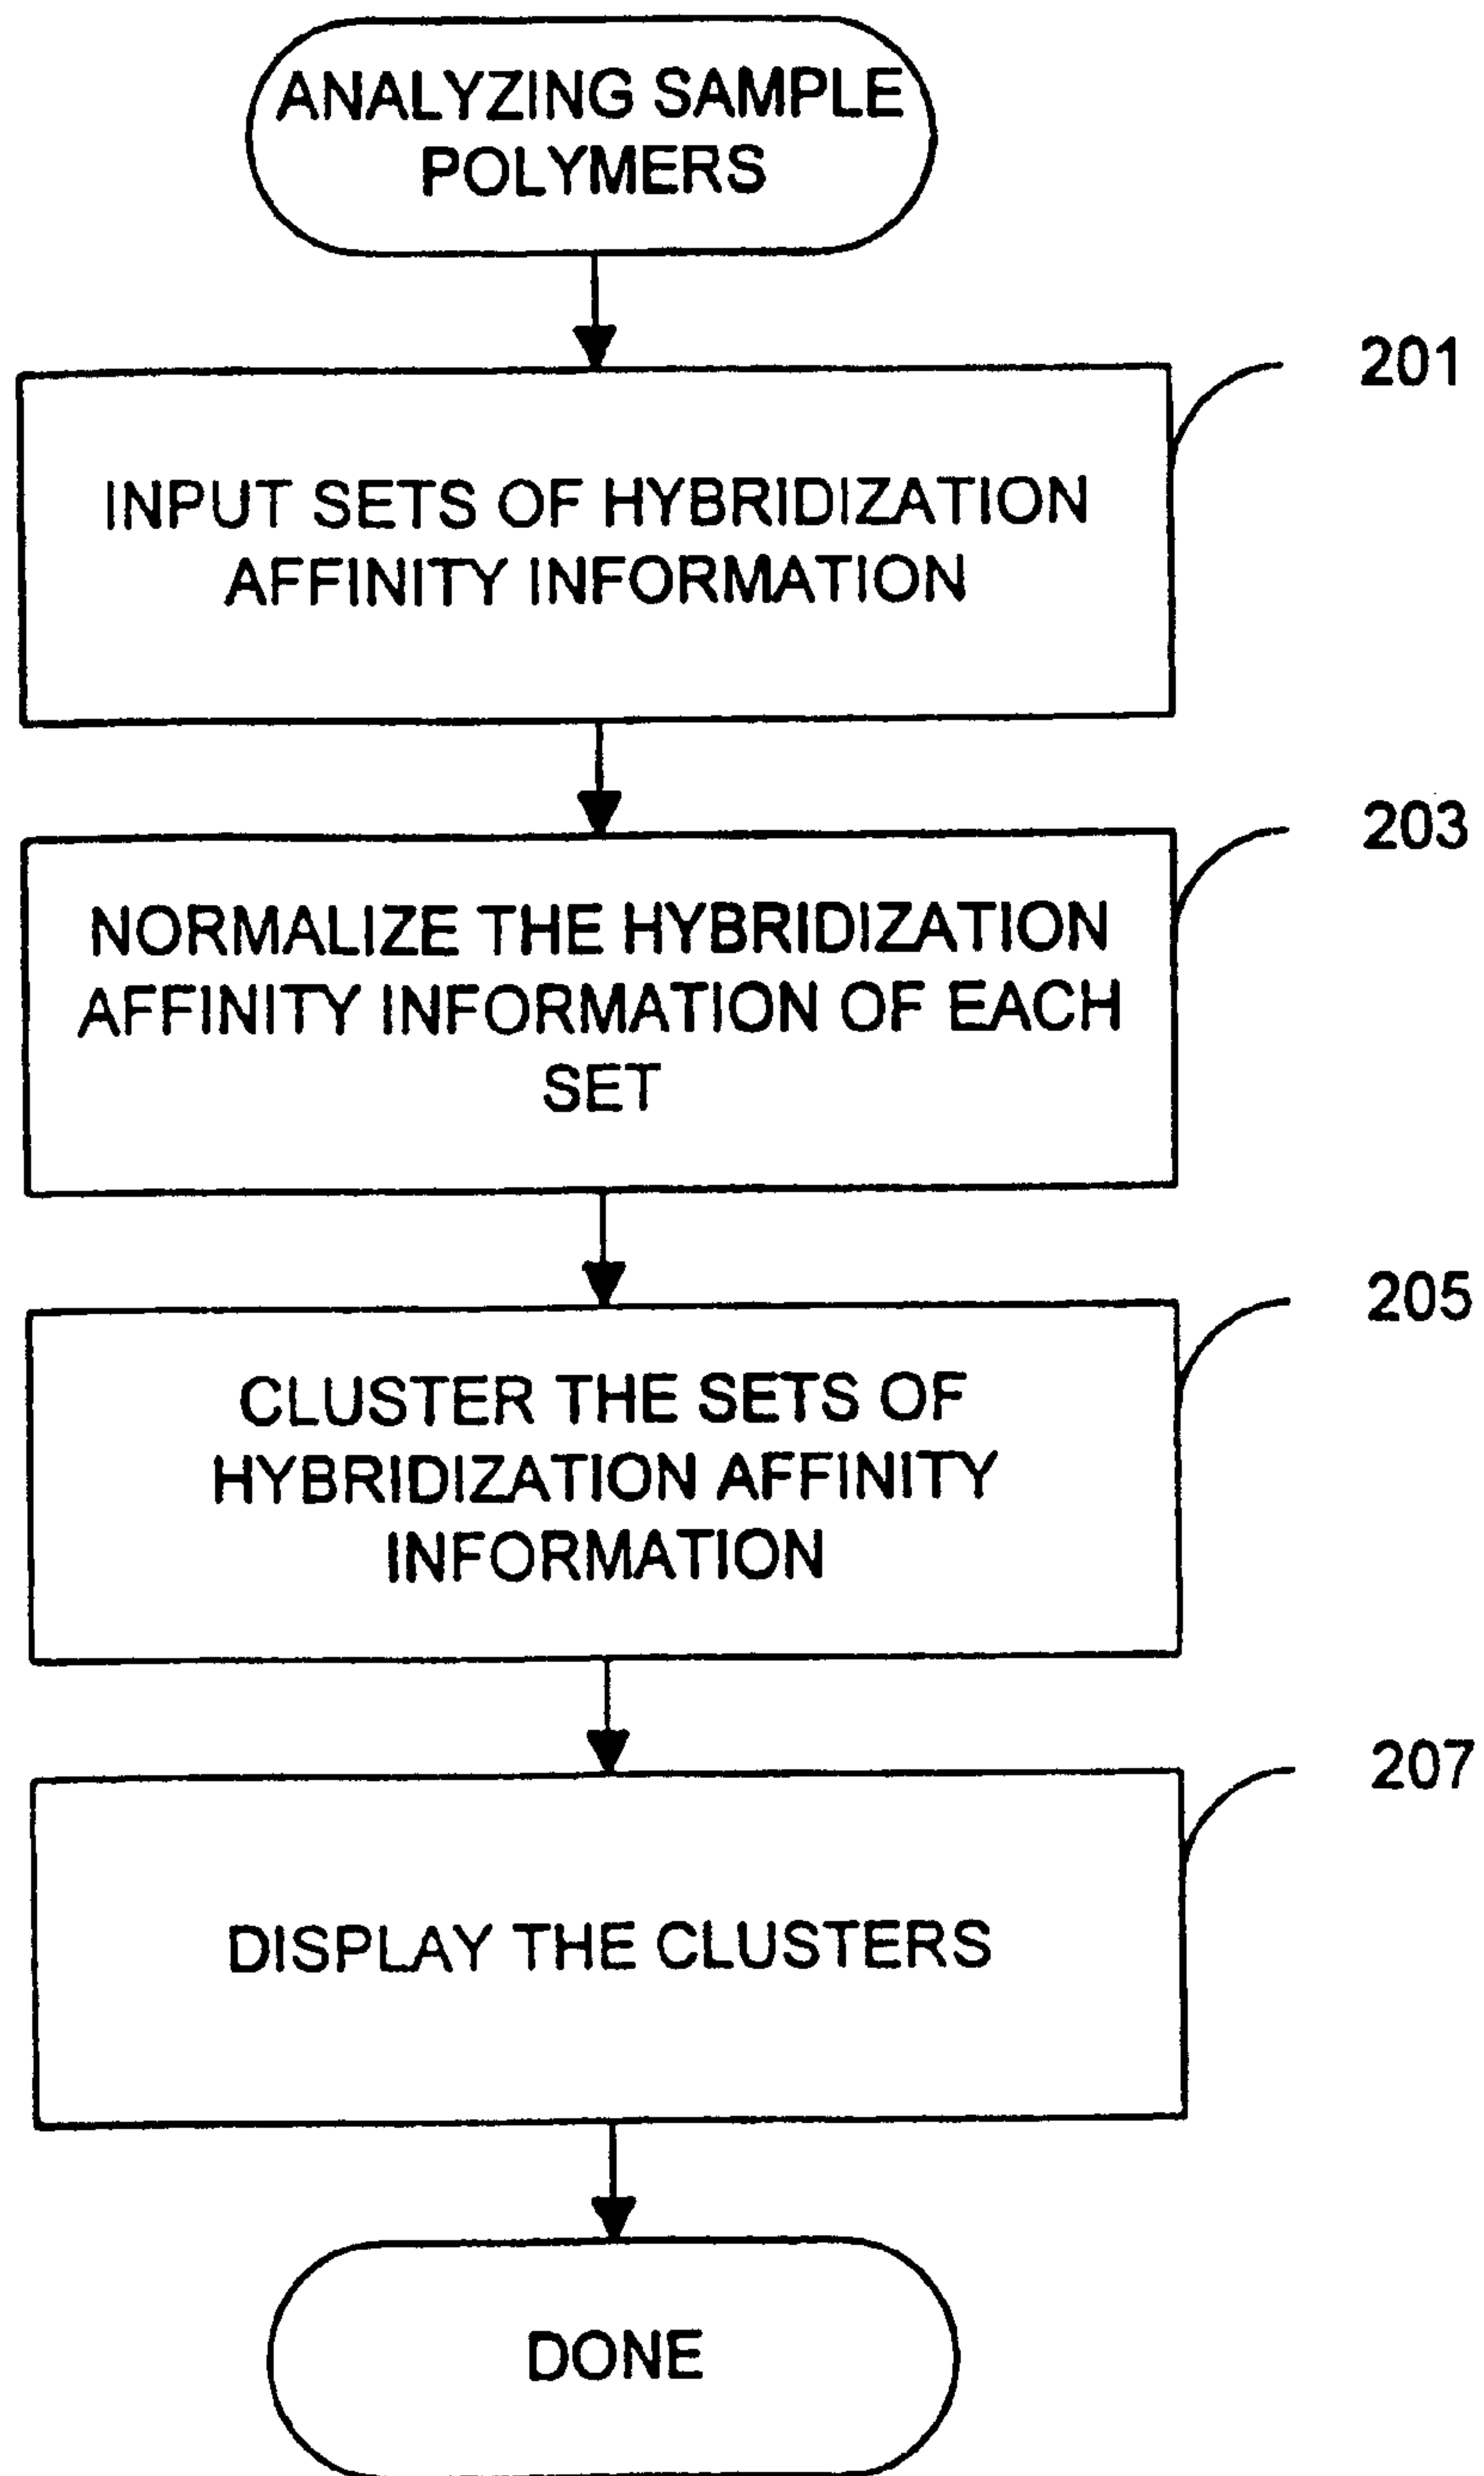 ANALYZING SAMPLE
POLYMERS
201
INPUT SETS OF HYBRIDIZATION
AFFINITY INFORMATION
203
NORMALIZE THE HYBRIDIZATION
AFFINITY INFORMATION OF EACH
SET
205
CLUSTER THE SETS OF
HYBRIDIZATION AFFINITY
INFORMATION
207
DISPLAY THE CLUSTERS
DONE